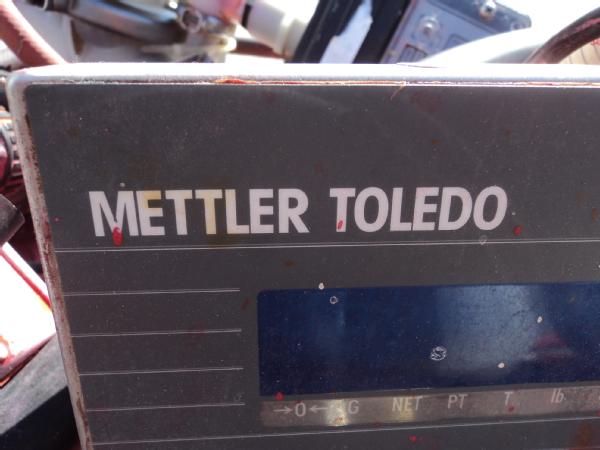 METTLER TOLEDO
→0← G NET PT T lb